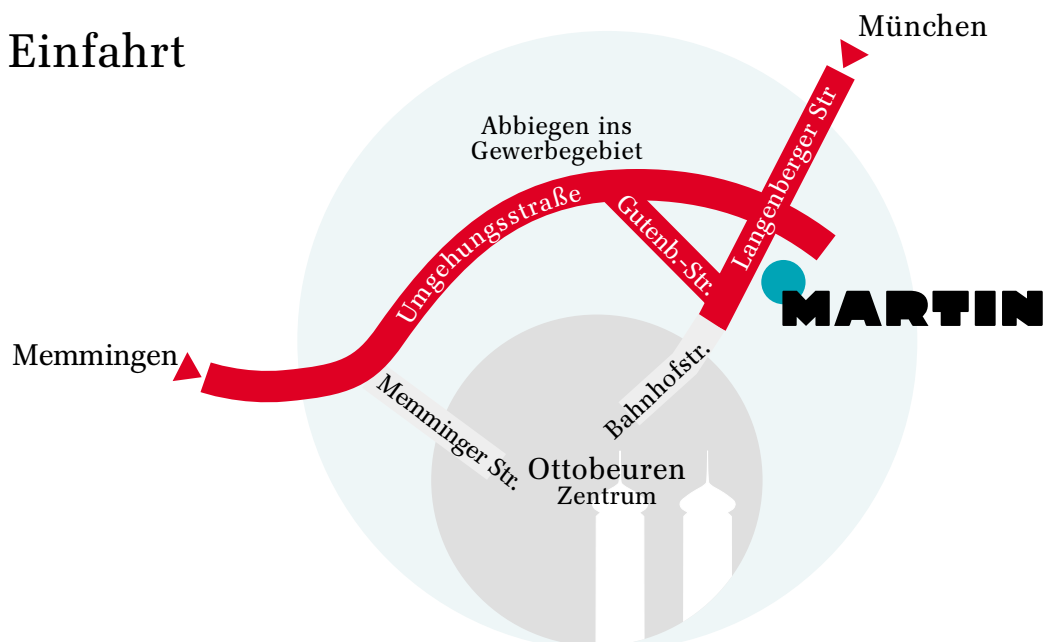 Einfahrt
München
Langenberger Str
Abbiegen ins
Gewerbegebiet
Umgehungsstraße
Gutenb.-Str.
MARTIN
Memmingen
Bahnhofstr.
Memminger Str.
Ottobeuren
Zentrum